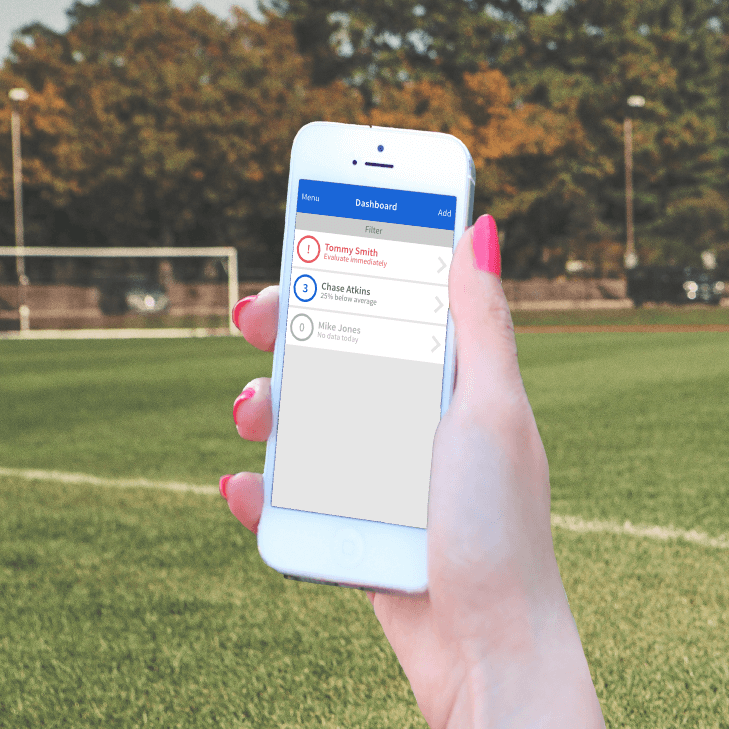 Menu Dashboard Add
Filter
! Tommy Smith
Evaluate immediately
3 Chase Atkins
25% below average
0 Mike Jones
No data today